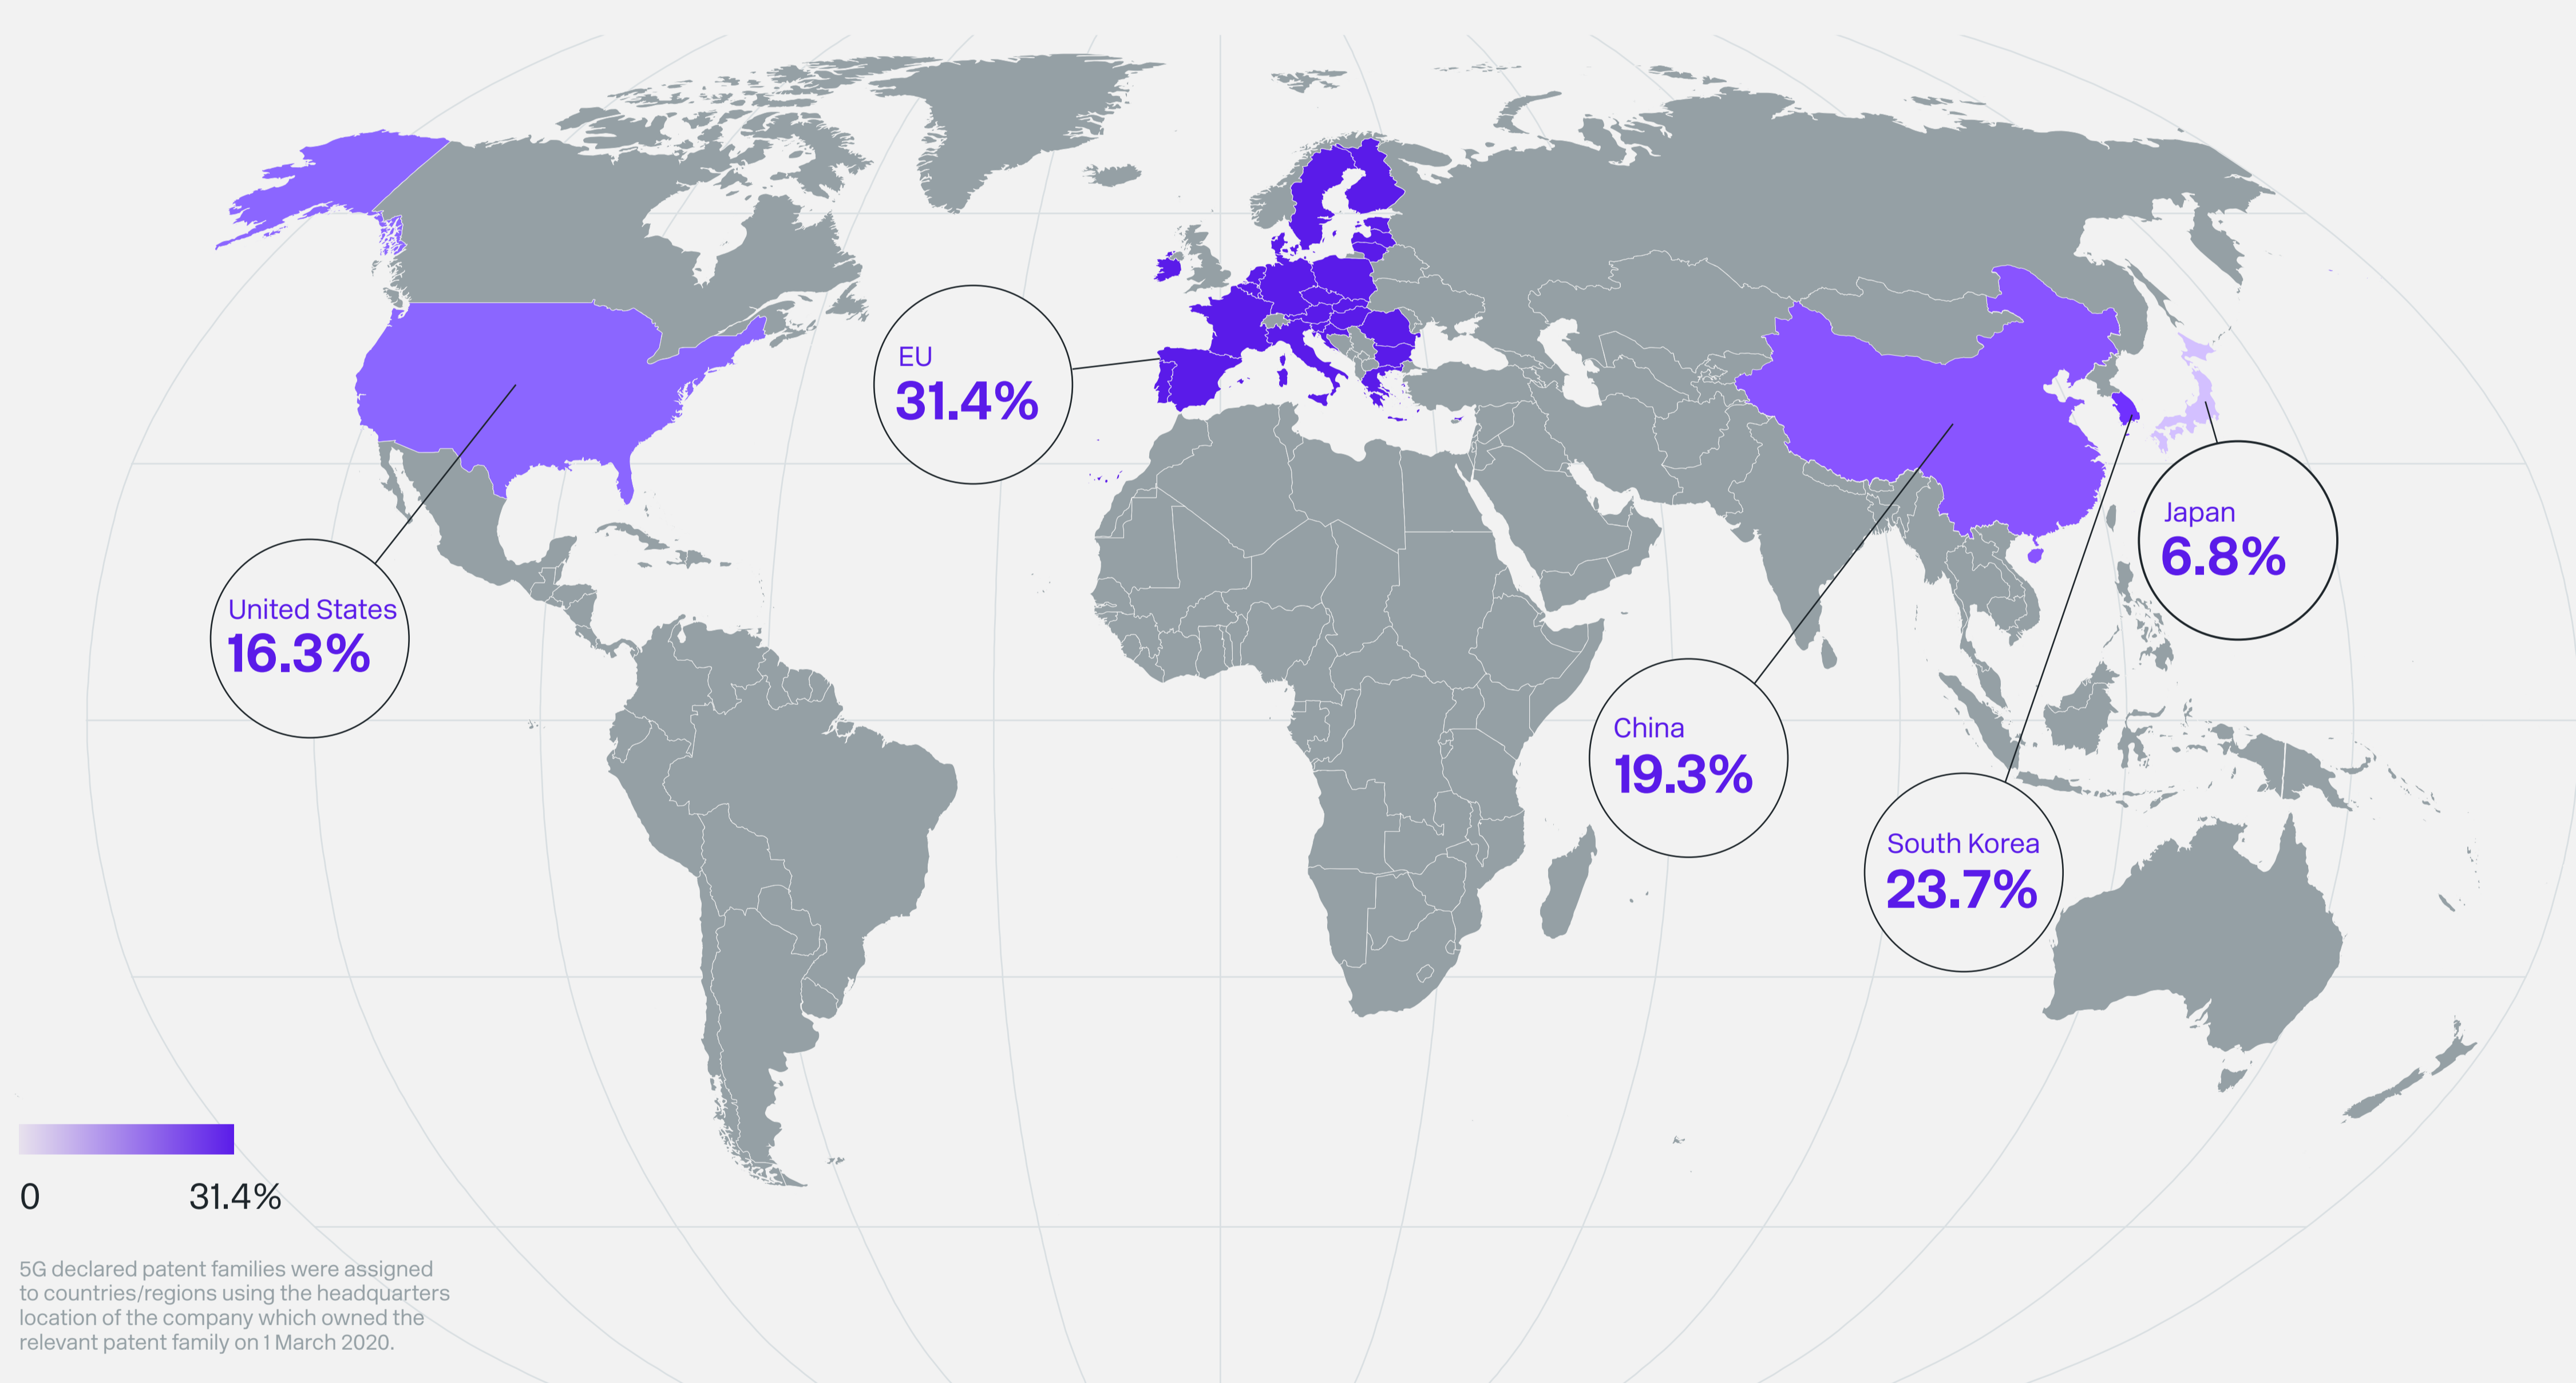 EU
31.4%
United States
16.3%
Japan
6.8%
China
19.3%
South Korea
23.7%
0
31.4%
5G declared patent families were assigned
to countries/regions using the headquarters
location of the company which owned the
relevant patent family on 1 March 2020.